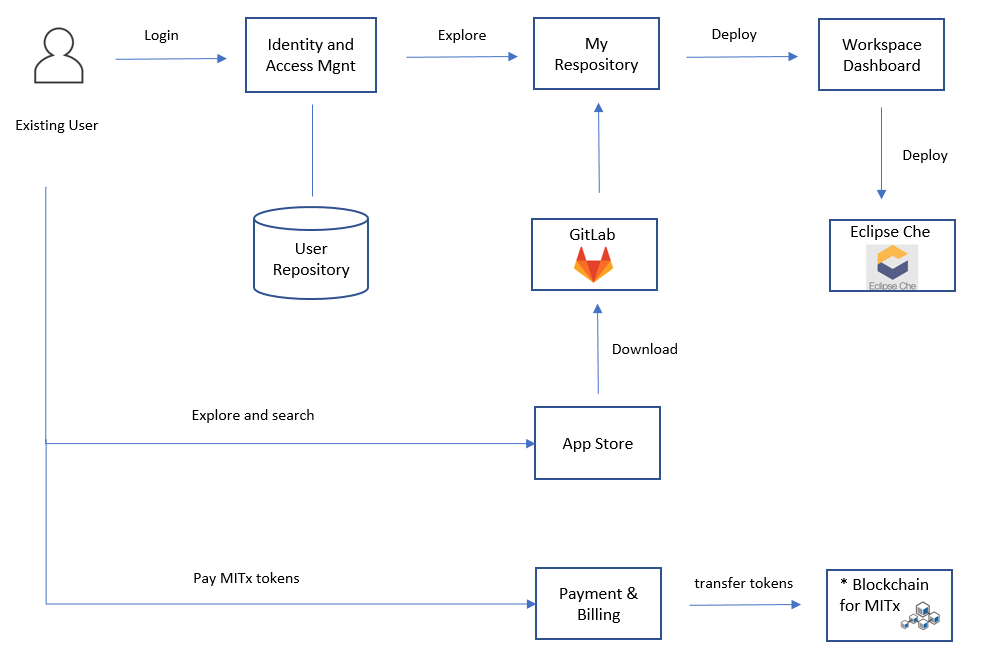 Login
Explore
Deploy
Identity and
Access Mgnt
My
Respository
Workspace
Dashboard
Existing User
Deploy
User
Repository
GitLab
Eclipse Che
Eclipse Che
Download
Explore and search
App Store
Pay MITx tokens
Payment &
Billing
transfer tokens
* Blockchain
for MITx